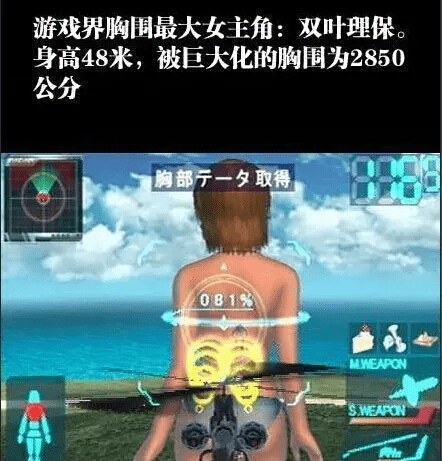 游戏界胸围最大女主角：双叶理保。
身高48米，被巨大化的胸围为2850
公分
胸部データ取得
081%
M.WEAPON
S.WEAPON